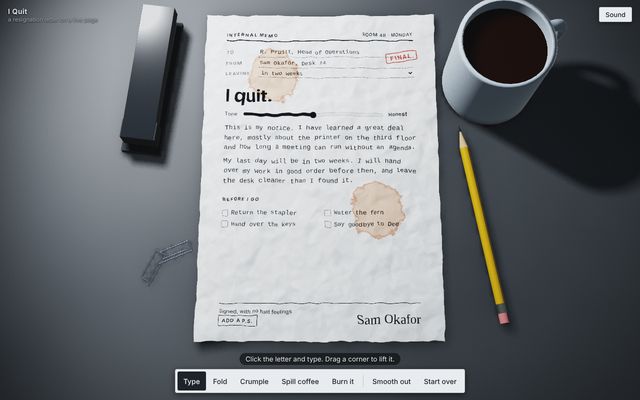 I Quit
a resignation letter on a live page
Sound
INTERNAL MEMO
ROOM 4B · MONDAY
TO R. Pruitt, Head of Operations
FROM Sam Okafor, Desk
LEAVING in two weeks
FINAL.
I quit.
Tone
Honest
This is my notice. I have learned a great deal
here, mostly about the printer on the third floor
and how long a meeting can run without an agenda.
My last day will be in two weeks. I will hand
over my work in good order before then, and leave
the desk cleaner than I found it.
BEFORE I GO
Return the stapler
Water the fern
Hand over the keys
Say goodbye to Dee
Signed, with no hard feelings
ADD A P.S.
Sam Okafor
Click the letter and type. Drag a corner to lift it.
Type Fold Crumple Spill coffee Burn it Smooth out Start over